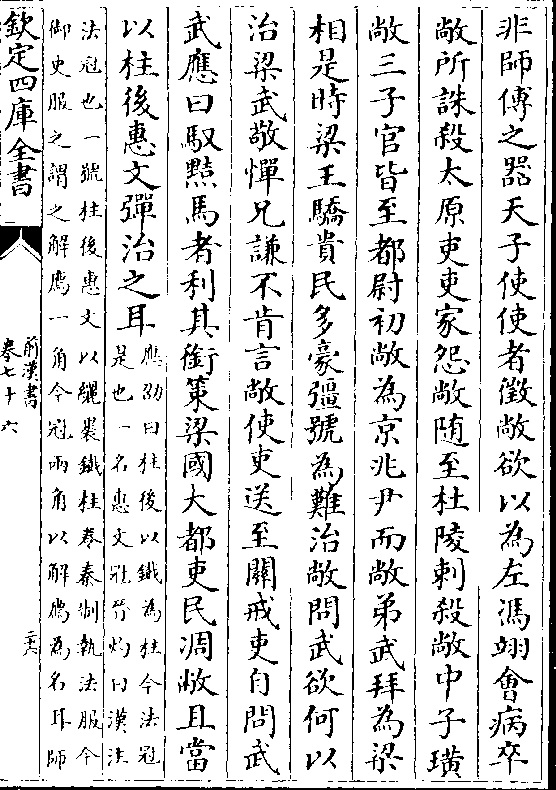 非師傅之器天子使使者徵敞欲以為左馮翊會病卒
敞所誅殺太原吏吏家怨敞随至杜陵刺殺敞中子璜
敞三子官皆至都尉初敞為京兆尹而敞弟武拜為梁
相是時梁王驕貴民多豪彊號為難治敞問武欲何以
治梁武敬憚兄謙不肯言敞使吏送至關戒吏自問武
武應曰馭黠馬者利其銜策梁國大都吏民凋敝且當
以柱後惠文彈治之耳
應劭曰柱後以鐵為柱今法冠
是也一名惠文冠晉灼曰漢注
法冠也一號柱後惠文以纚裹鐵柱卷秦制執法服今
御史服之謂之解廌一角今冠兩角以解廌為名耳師
欽定四庫全書
前漢書
卷七十六
二十六